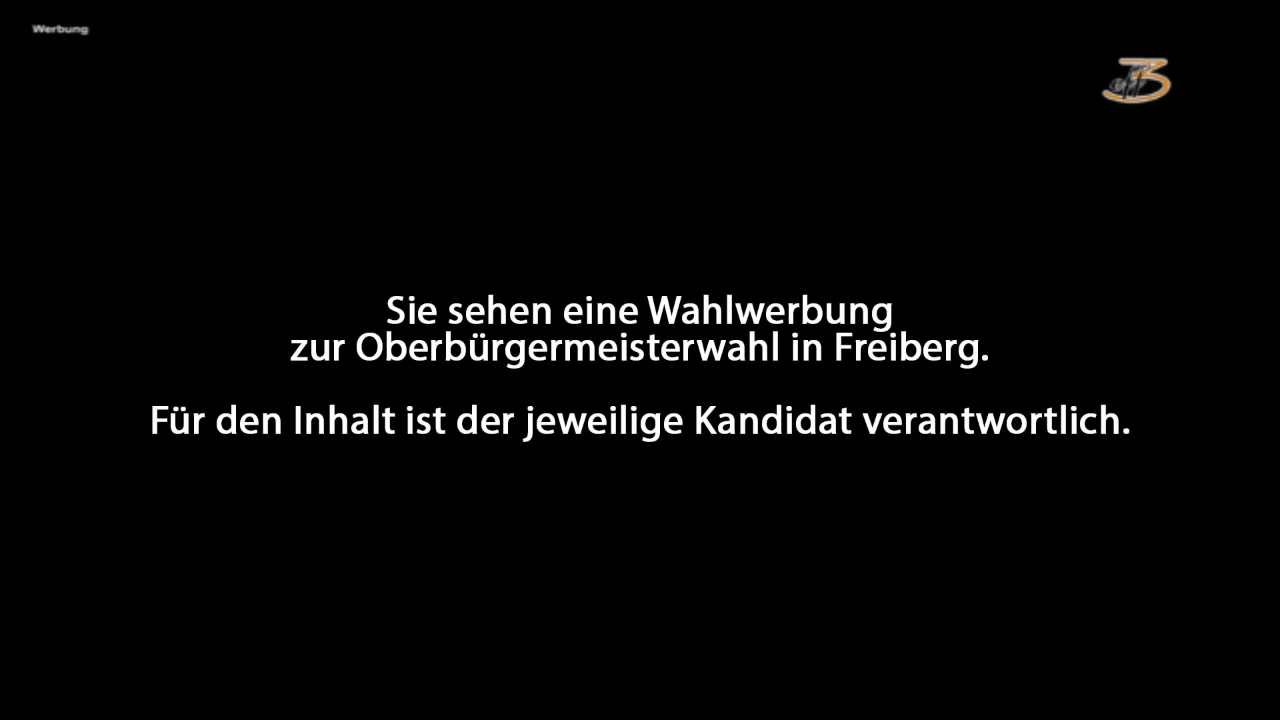 Werbung
Sie sehen eine Wahlwerbung
zur Oberbürgermeisterwahl in Freiberg.
Für den Inhalt ist der jeweilige Kandidat verantwortlich.